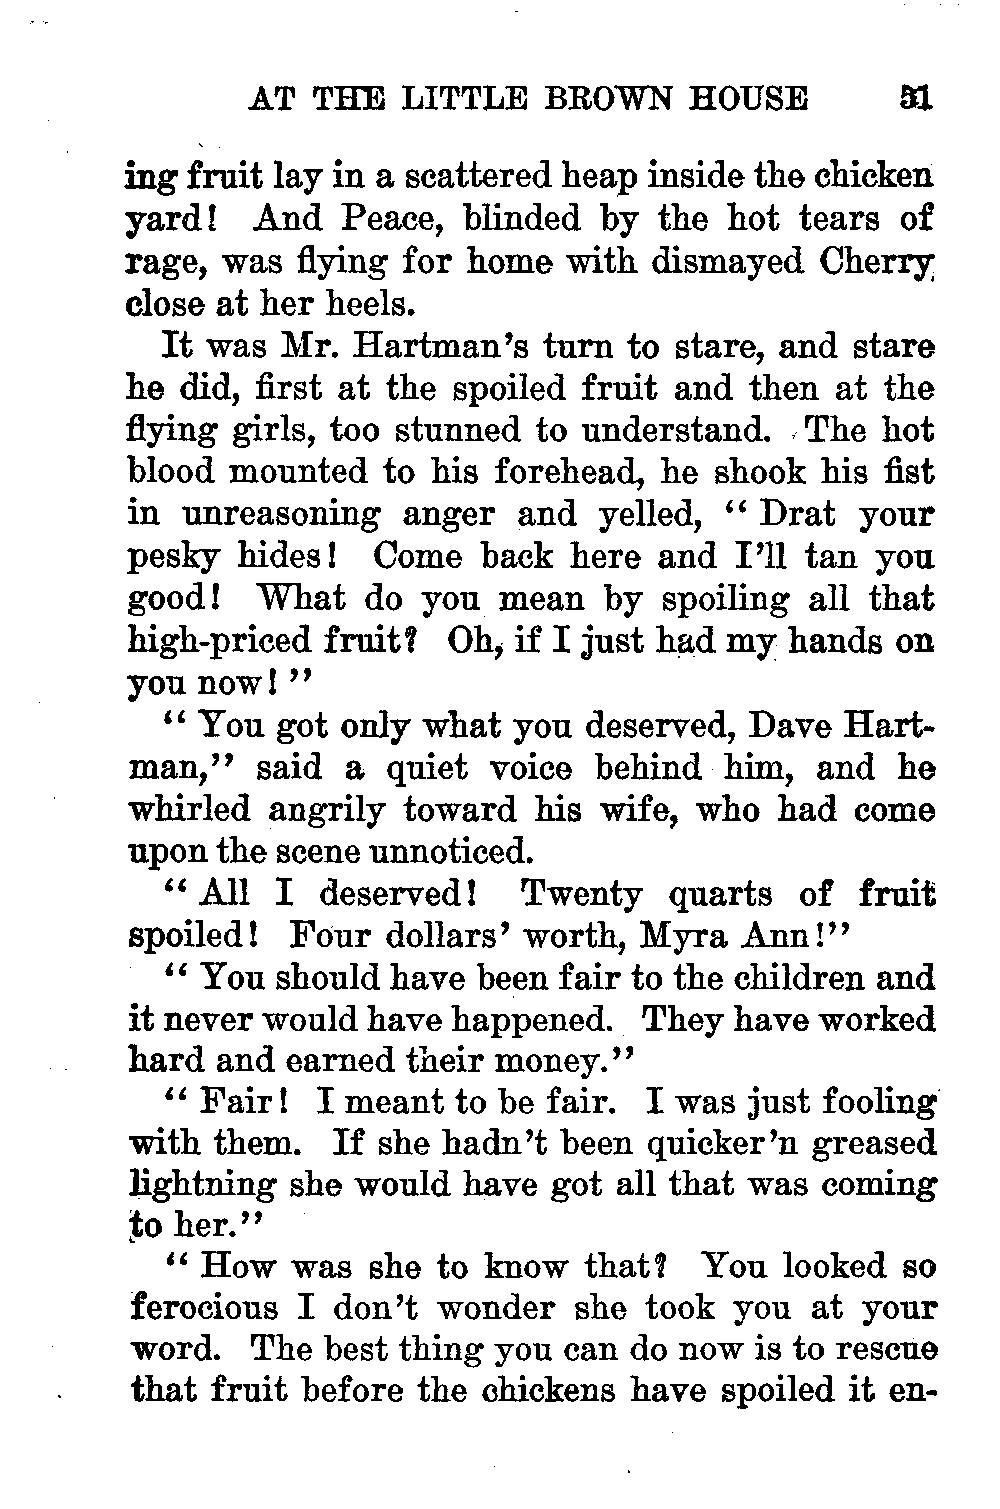 AT THE LITTLE BROWN HOUSE 31
ing fruit lay in a scattered heap inside the chicken
yard! And Peace, blinded by the hot tears of
rage, was flying for home with dismayed Cherry
close at her heels.
It was Mr. Hartman's turn to stare, and stare
he did, first at the spoiled fruit and then at the
flying girls, too stunned to understand. The hot
blood mounted to his forehead, he shook his fist
in unreasoning anger and yelled, “ Drat your
pesky hides! Come back here and I'll tan you
good! What do you mean by spoiling all that
high-priced fruit? Oh, if I just had my hands on
you now! ”
“ You got only what you deserved, Dave Hart-
man,” said a quiet voice behind him, and he
whirled angrily toward his wife, who had come
upon the scene unnoticed.
“ All I deserved! Twenty quarts of fruit
spoiled! Four dollars' worth, Myra Ann!”
“ You should have been fair to the children and
it never would have happened. They have worked
hard and earned their money.”
“ Fair! I meant to be fair. I was just fooling
with them. If she hadn't been quicker'n greased
lightning she would have got all that was coming
to her.”
“ How was she to know that? You looked so
ferocious I don't wonder she took you at your
word. The best thing you can do now is to rescue
that fruit before the chickens have spoiled it en-